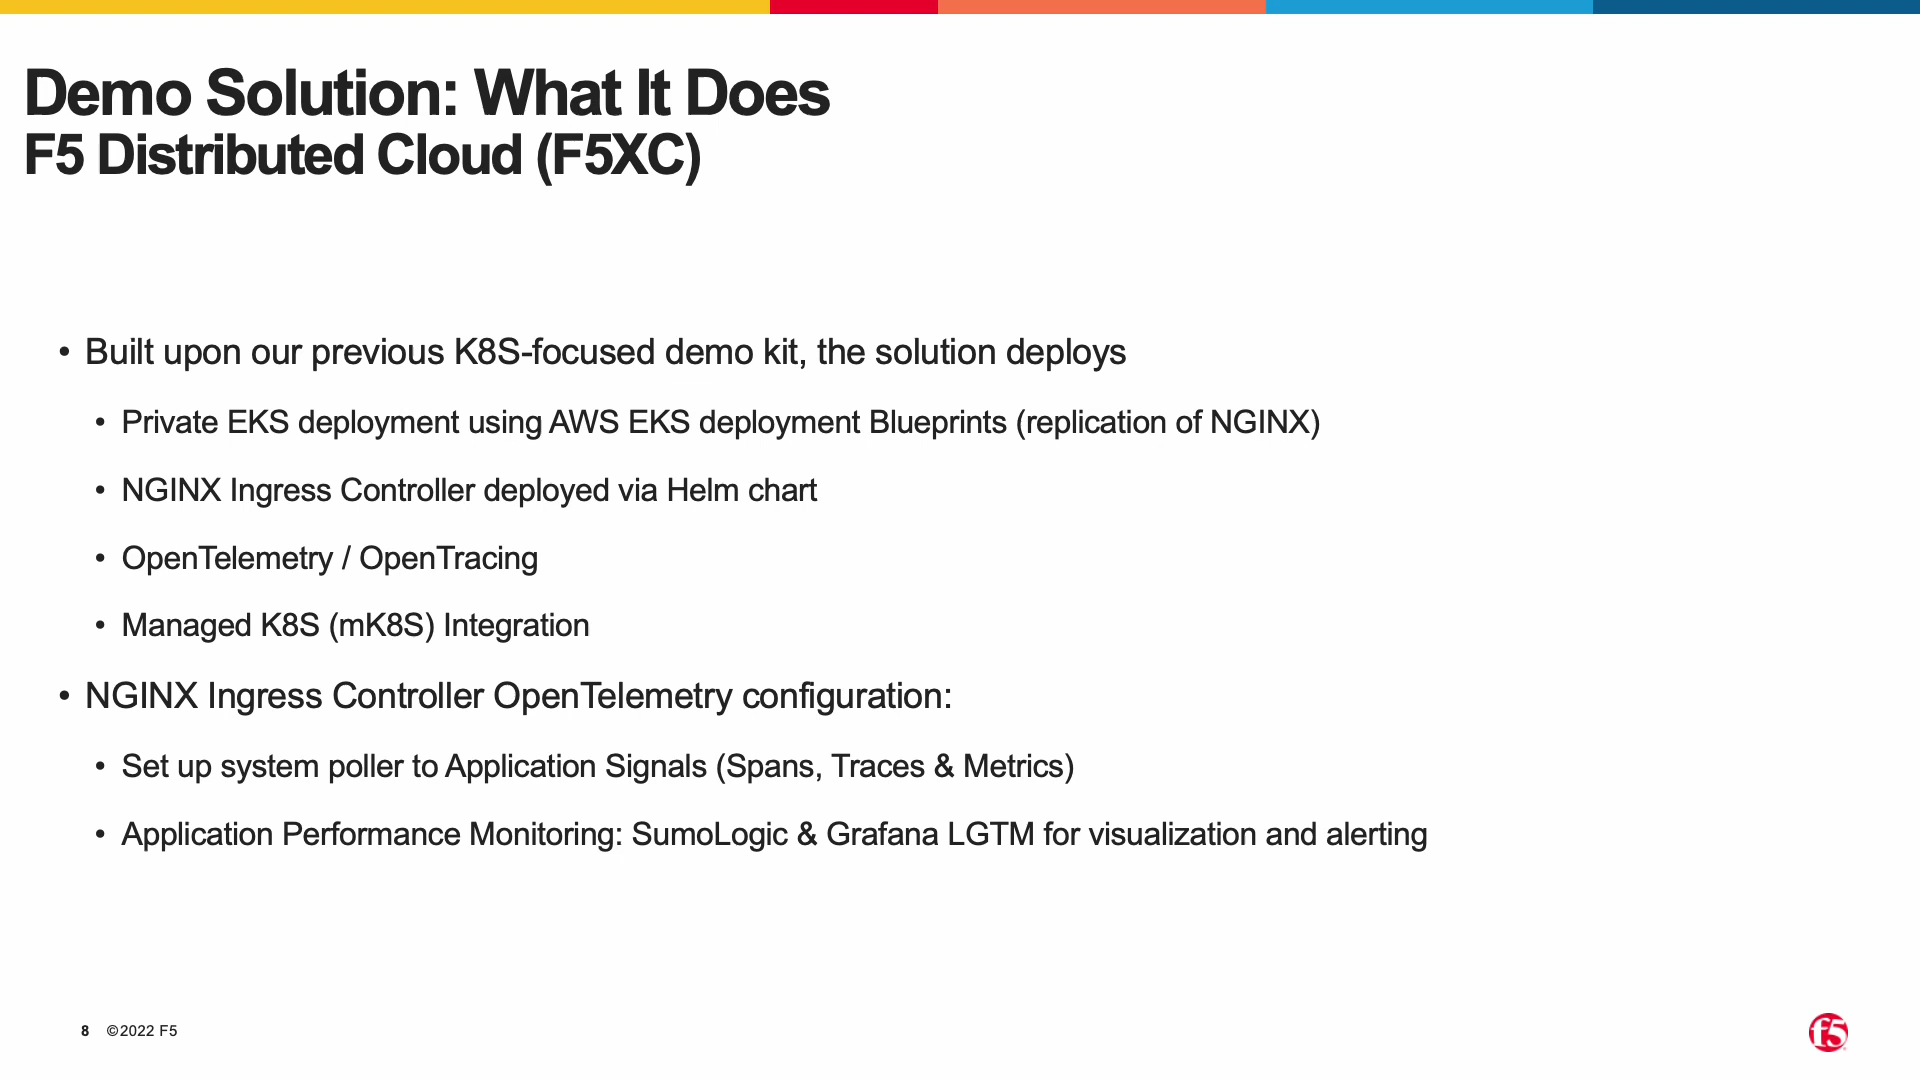 Demo Solution: What It Does
F5 Distributed Cloud (F5XC)
• Built upon our previous K8S-focused demo kit, the solution deploys
• Private EKS deployment using AWS EKS deployment Blueprints (replication of NGINX)
• NGINX Ingress Controller deployed via Helm chart
• OpenTelemetry / OpenTracing
• Managed K8S (mK8S) Integration
• NGINX Ingress Controller OpenTelemetry configuration:
• Set up system poller to Application Signals (Spans, Traces & Metrics)
• Application Performance Monitoring: SumoLogic & Grafana LGTM for visualization and alerting
8 ©2022 F5
f5